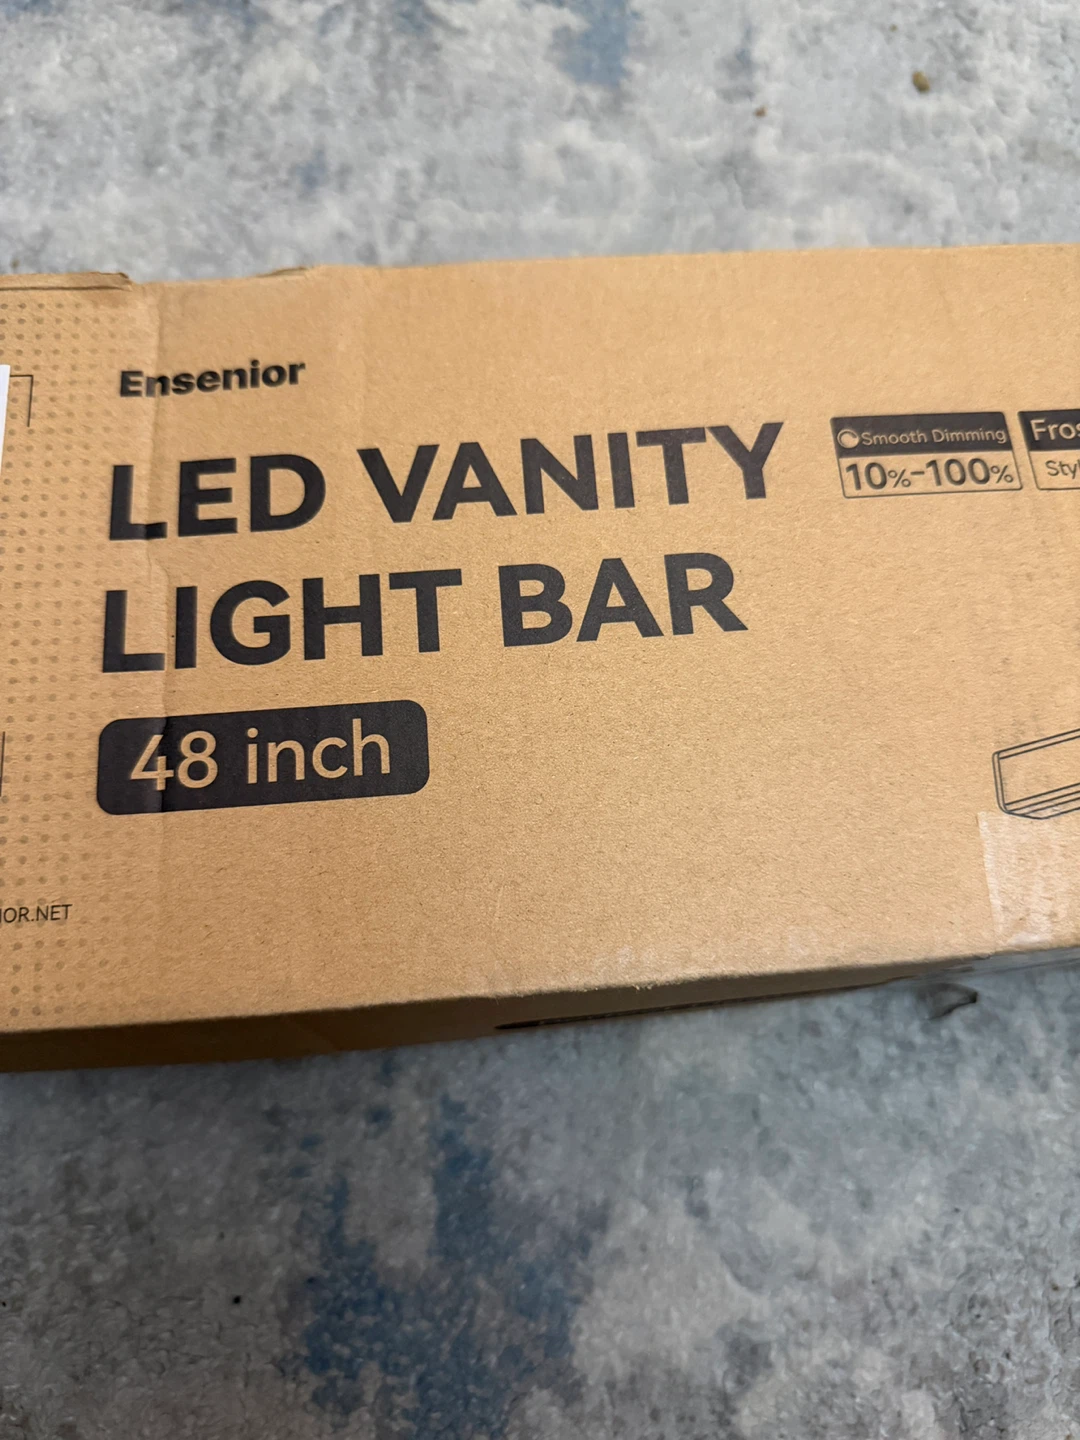 Ensenior
LED VANITY
LIGHT BAR
48 inch
Smooth Dimming
10%-100%
IOR.NET